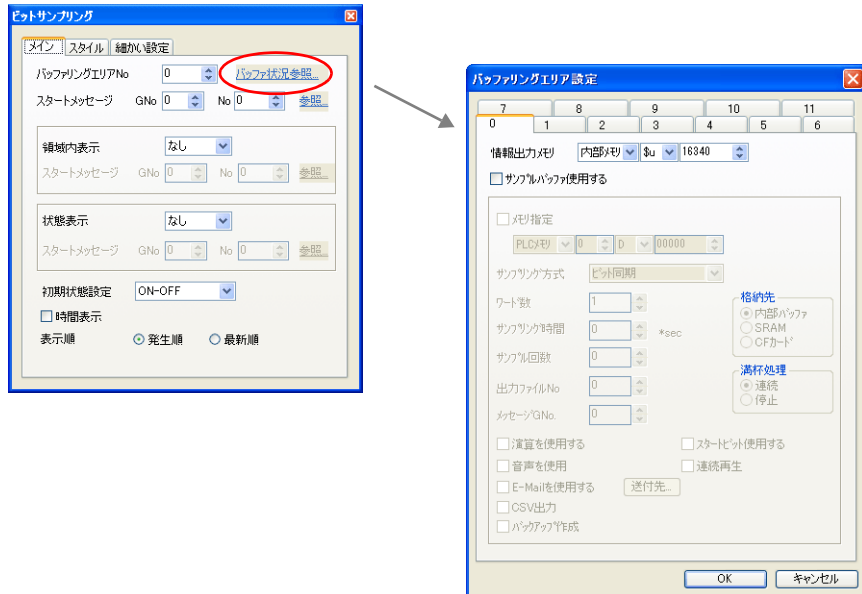 ビットサンプリング
メイン スタイル 細かい設定
バッファリングエリアNo 0 バッファ状況参照...
スタートメッセージ GNo 0 No 0 参照...
領域内表示 なし
スタートメッセージ GNo 0 No 0 参照...
状態表示 なし
スタートメッセージ GNo 0 No 0 参照...
初期状態設定 ON-OFF
時間表示
表示順 発生順 最新順
バッファリングエリア設定
7 8 9 10 11
0 1 2 3 4 5 6
情報出力メモリ 内部メモリ $u 16340
サンプルバッファ使用する
メモリ指定
PLCメモリ 0 D 00000
サンプリング方式 ビット同期
ワード数 1
サンプリング時間 0 *sec
サンプル回数 0
出力ファイルNo 0
メッセージGNo. 0
格納先
内部バッファ
SRAM
CFカード
満杯処理
連続
停止
演算を使用する スタートビット使用する
音声を使用 連続再生
E-Mailを使用する 送付先...
CSV出力
バックアップ作成
OK キャンセル